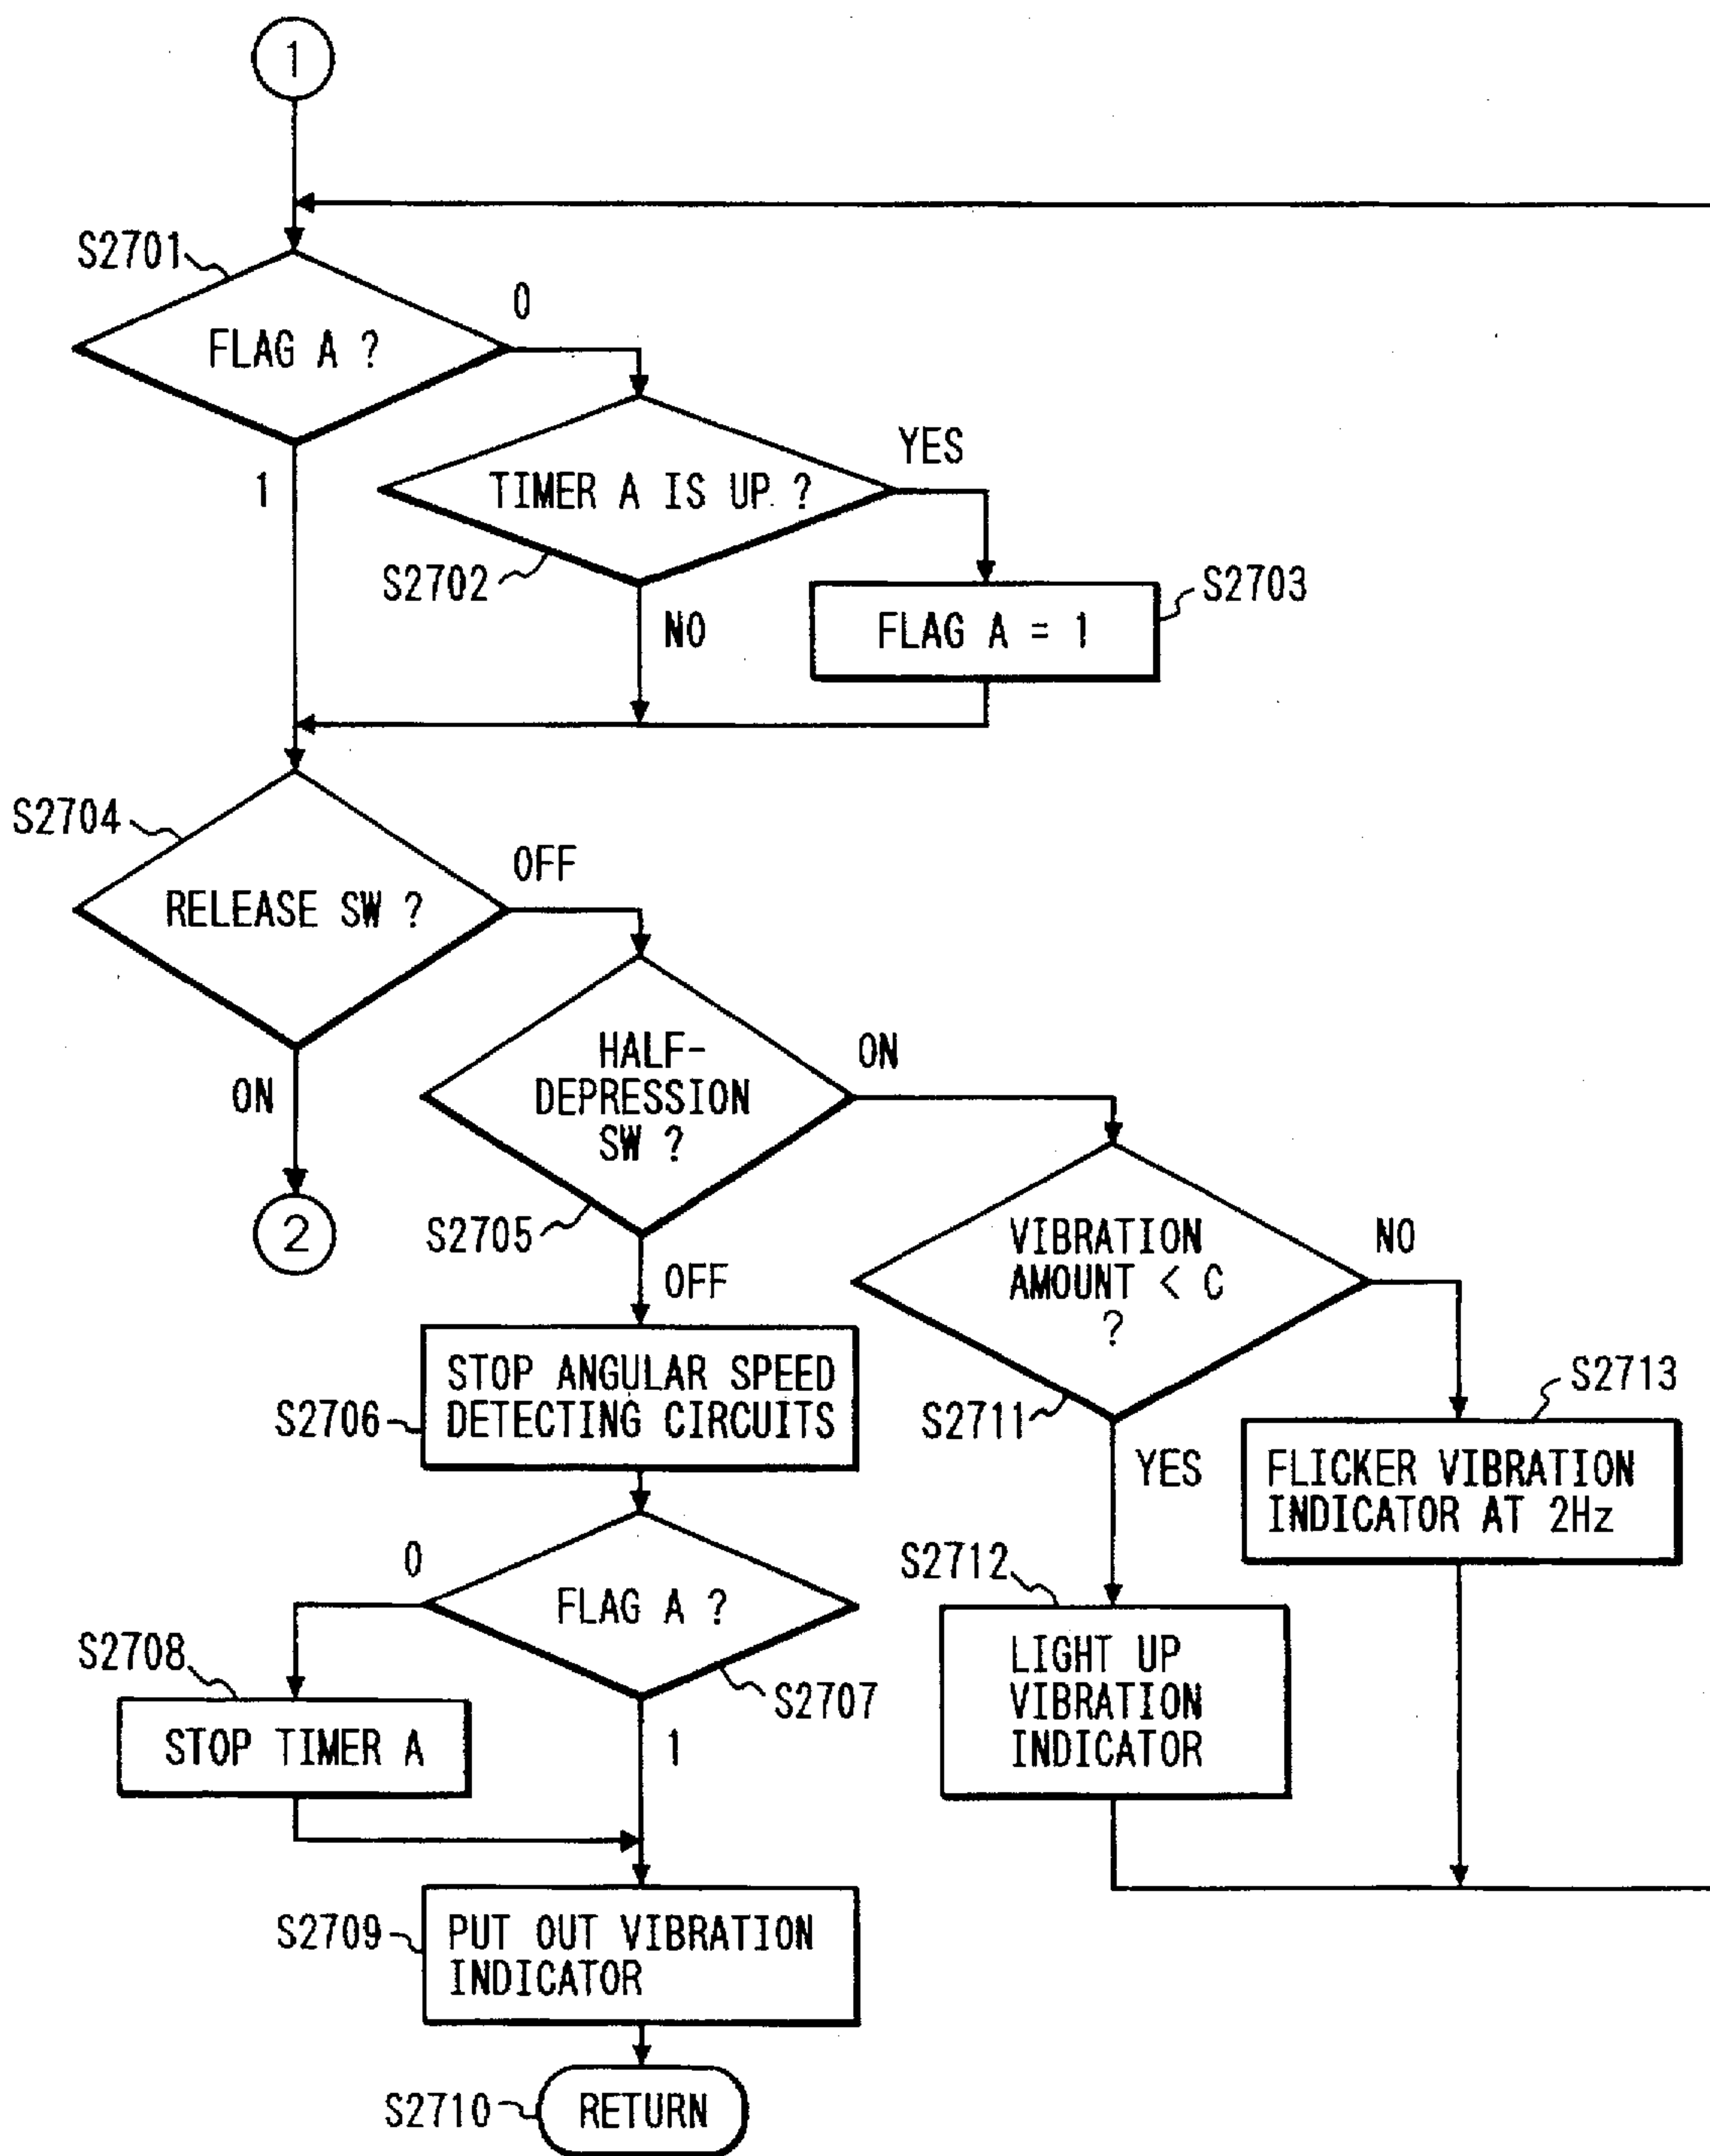 1
S2701
FLAG A ?
0
1
TIMER A IS UP ?
YES
S2702
NO
FLAG A = 1
S2703
S2704
RELEASE SW ?
OFF
ON
2
HALF-
DEPRESSION
SW ?
ON
S2705
OFF
VIBRATION
AMOUNT < C
?
NO
S2711
YES
STOP ANGULAR SPEED
DETECTING CIRCUITS
S2706
S2713
FLICKER VIBRATION
INDICATOR AT 2Hz
S2712
LIGHT UP
VIBRATION
INDICATOR
FLAG A ?
0
S2707
1
S2708
STOP TIMER A
S2709
PUT OUT VIBRATION
INDICATOR
S2710
RETURN